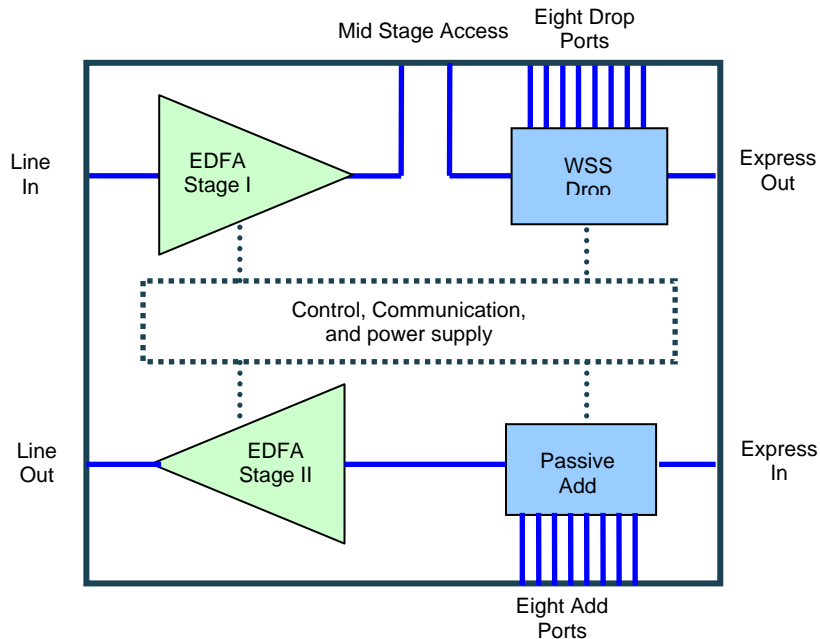 Mid Stage Access
Eight Drop
Ports
Line
In
EDFA
Stage I
WSS
Drop
Express
Out
Control, Communication,
and power supply
Line
Out
EDFA
Stage II
Passive
Add
Express
In
Eight Add
Ports